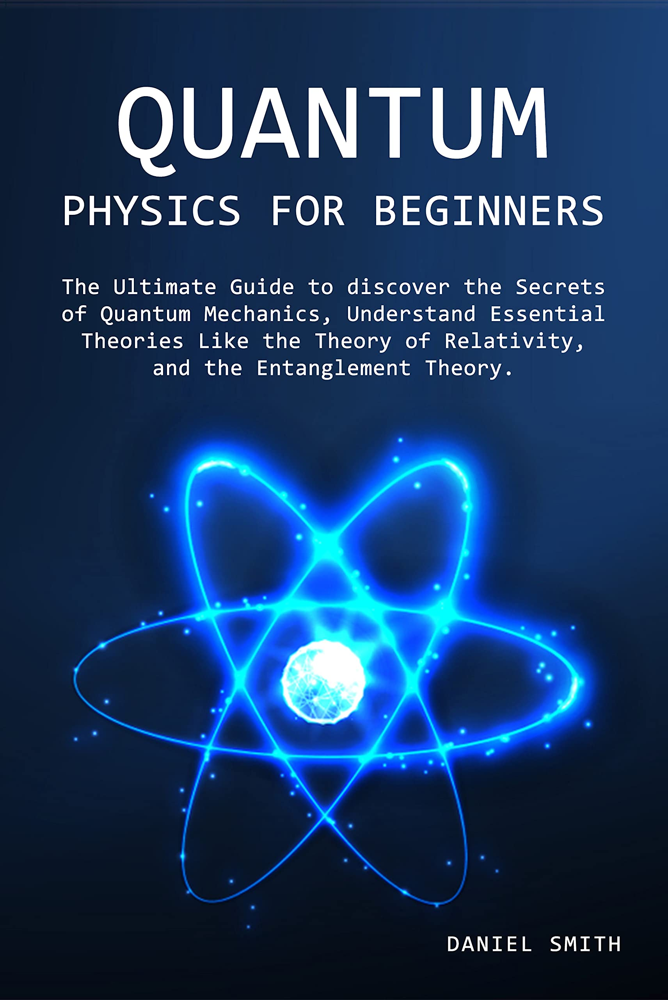 QUANTUM
PHYSICS FOR BEGINNERS
The Ultimate Guide to discover the Secrets
of Quantum Mechanics, Understand Essential
Theories Like the Theory of Relativity,
and the Entanglement Theory.
DANIEL SMITH